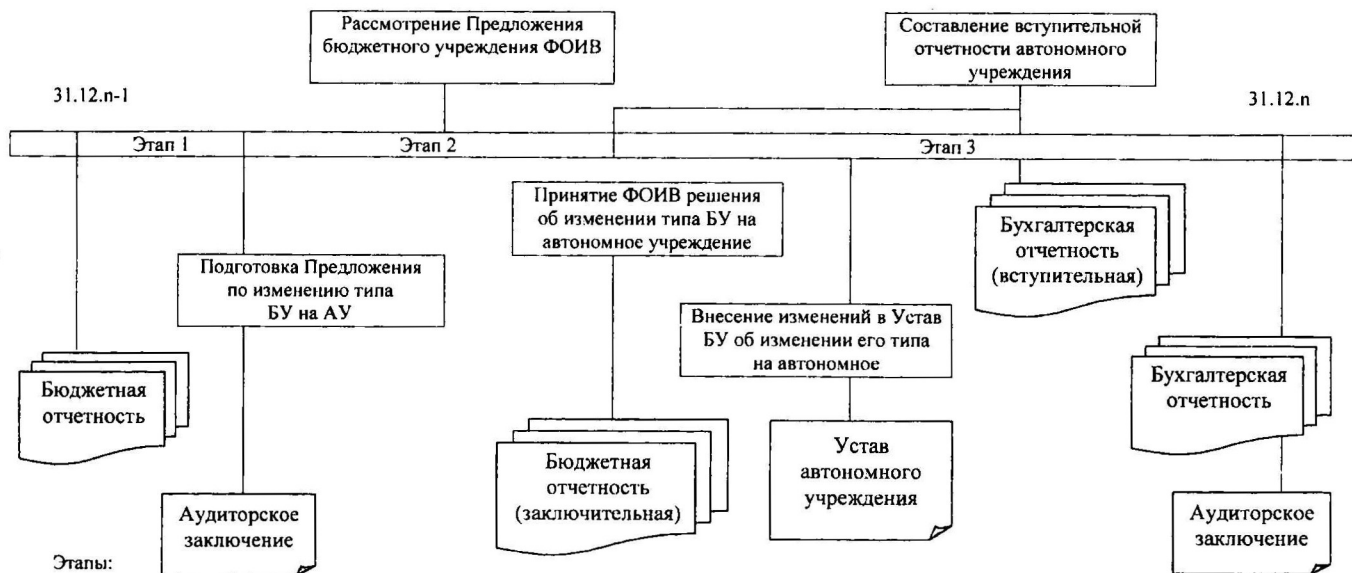 Рассмотрение Предложения
бюджетного учреждения ФОИВ
Составление вступительной
отчетности автономного
учреждения
31.12.n-1
31.12.n
Этап 1
Этап 2
Этап 3
Принятие ФОИВ решения
об изменении типа БУ на
автономное учреждение
Бухгалтерская
отчетность
(вступительная)
Подготовка Предложения
по изменению типа
БУ на АУ
Внесение изменений в Устав
БУ об изменении его типа
на автономное
Бюджетная
отчетность
Бухгалтерская
отчетность
Бюджетная
отчетность
(заключительная)
Устав
автономного
учреждения
Аудиторское
заключение
Аудиторское
заключение
Этапы: